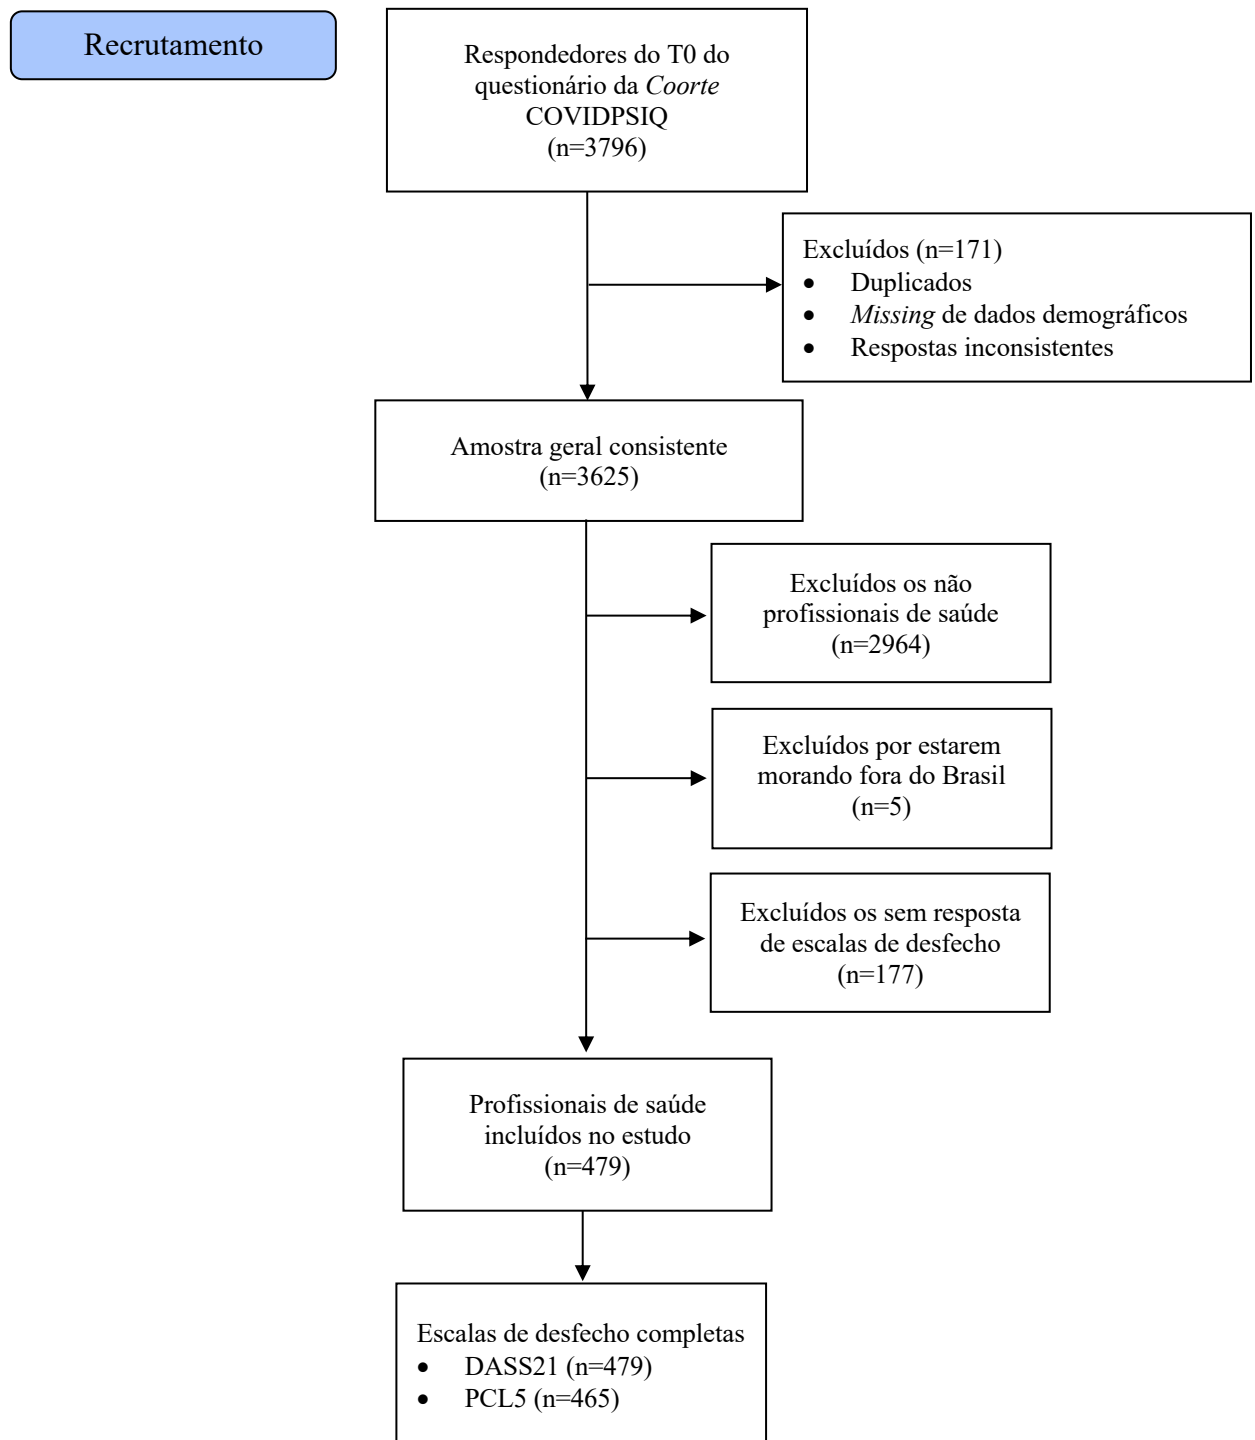 Recrutamento
Respondedores do T0 do
questionário da Coorte
COVIDPSIQ
(n=3796)
Excluídos (n=171)
• Duplicados
• Missing de dados demográficos
• Respostas inconsistentes
Amostra geral consistente
(n=3625)
Excluídos os não
profissionais de saúde
(n=2964)
Excluídos por estarem
morando fora do Brasil
(n=5)
Excluídos os sem resposta
de escalas de desfecho
(n=177)
Profissionais de saúde
incluídos no estudo
(n=479)
Escalas de desfecho completas
• DASS21 (n=479)
• PCL5 (n=465)